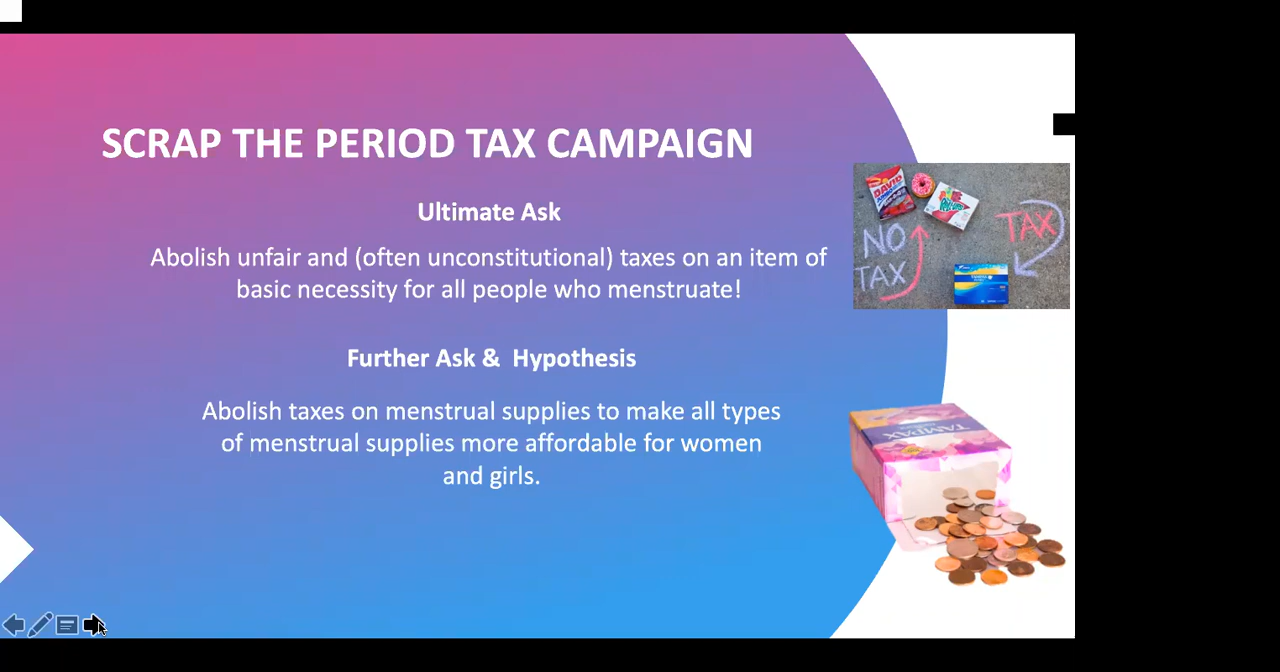 SCRAP THE PERIOD TAX CAMPAIGN
Ultimate Ask
Abolish unfair and (often unconstitutional) taxes on an item of
basic necessity for all people who menstruate!
Further Ask & Hypothesis
Abolish taxes on menstrual supplies to make all types
of menstrual supplies more affordable for women
and girls.
DAVID
NO
TAX
TAX
TAMPAX